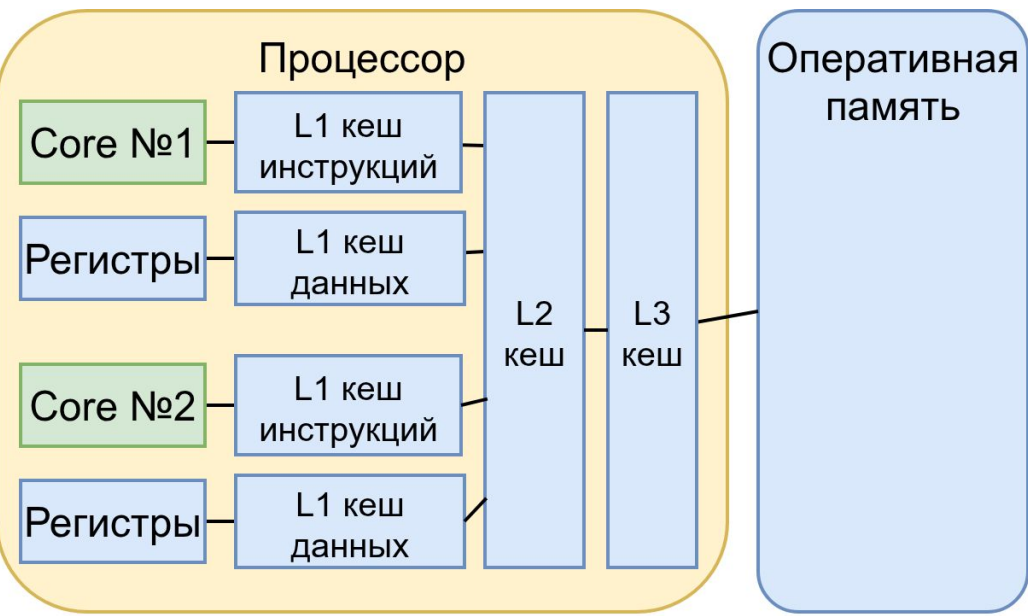 Процессор
Оперативная
память
Core №1
L1 кеш
инструкций
Регистры
L1 кеш
данных
L2
кеш
L3
кеш
Core №2
L1 кеш
инструкций
Регистры
L1 кеш
данных